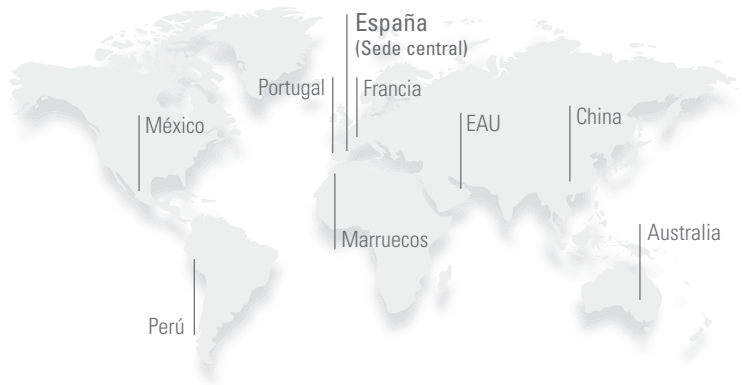 España
(Sede central)
Portugal
Francia
México
EAU
China
Marruecos
Australia
Perú